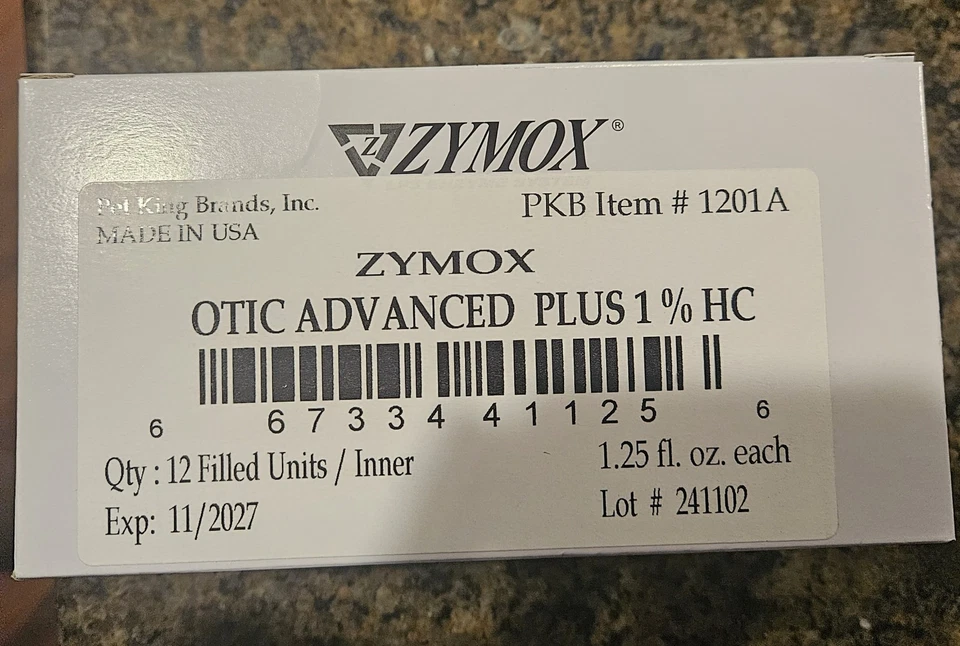 Z ZYMOX®
Pet King Brands, Inc.
PKB Item # 1201A
MADE IN USA
ZYMOX
OTIC ADVANCED PLUS 1% HC
6 67334 41125 6
Qty : 12 Filled Units / Inner
1.25 fl. oz. each
Exp: 11/2027
Lot # 241102